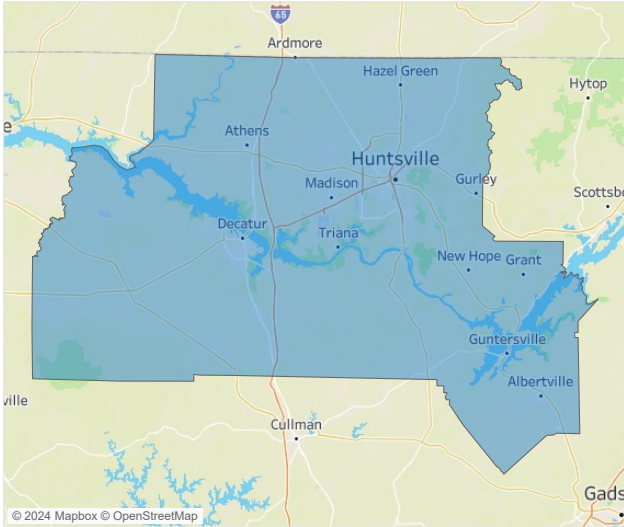 65
Ardmore
Hazel Green
Hytop
e
Athens
Huntsville
Madison
Gurley
Scottsbo
Decatur
Triana
New Hope
Grant
Guntersville
Albertville
ville
Cullman
Gads
© 2024 Mapbox © OpenStreetMap